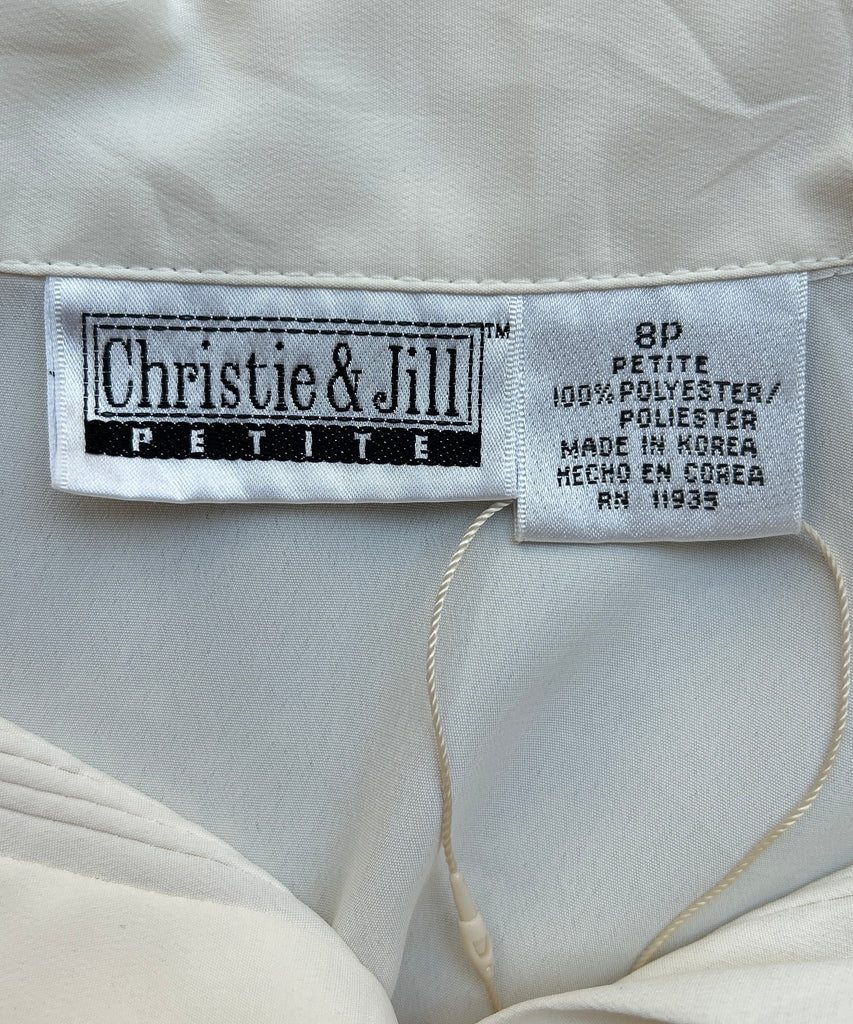 Christie & Jill™
PETITE
8P
PETITE
100% POLYESTER/
POLIESTER
MADE IN KOREA
HECHO EN COREA
RN 11935